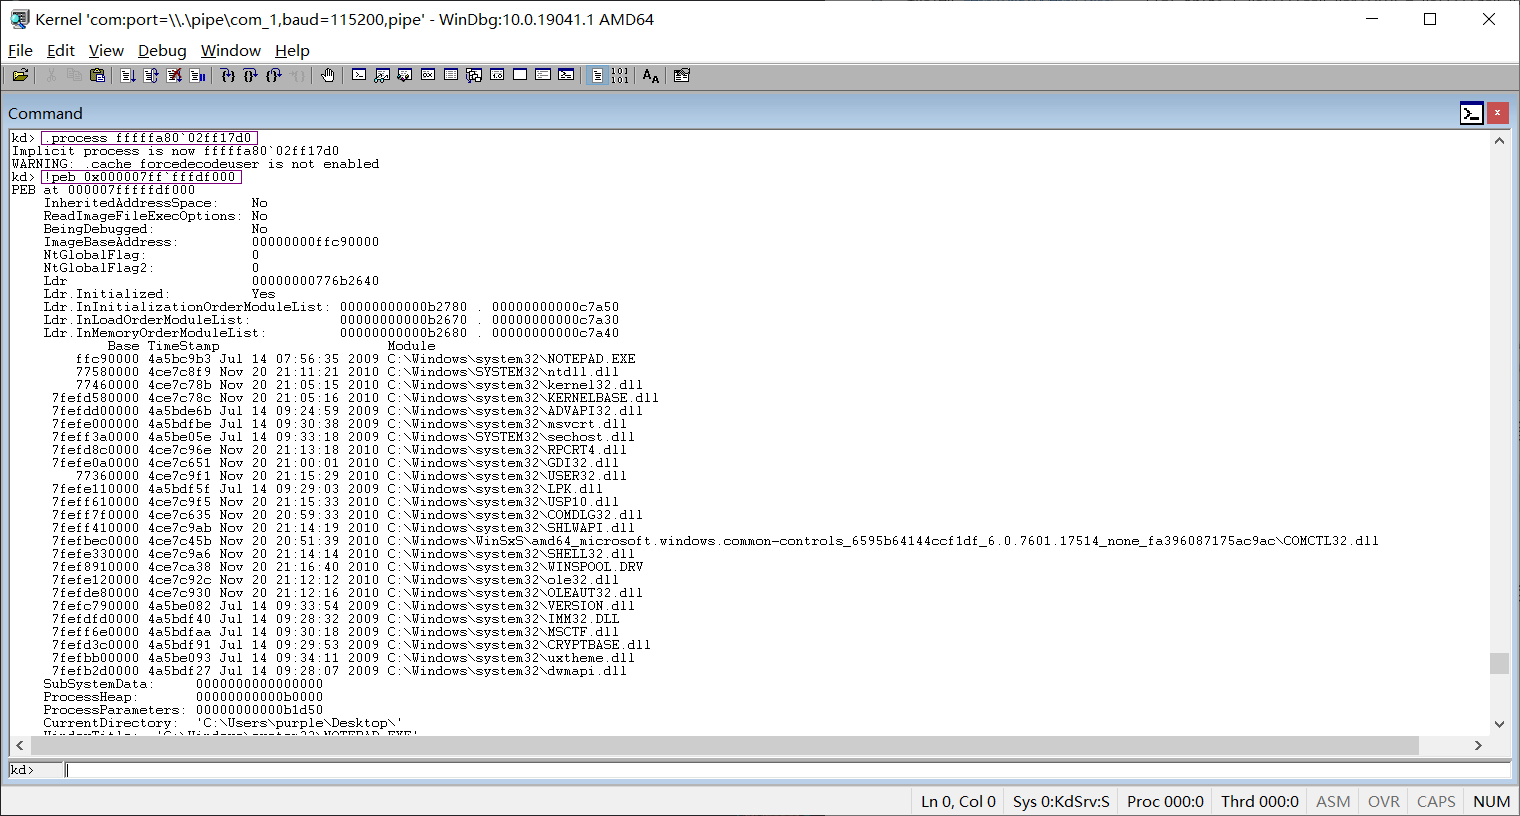 Kernel 'com:port=\\.\pipe\com_1,baud=115200,pipe' - WinDbg:10.0.19041.1 AMD64
File Edit View Debug Window Help
Command
kd> .process fffffa80`02ff17d0
Implicit process is now fffffa80`02ff17d0
WARNING: .cache forcedecodeuser is not enabled
kd> !peb 0x000007ff`fffdf000
PEB at 000007fffffdf000
    InheritedAddressSpace:    No
    ReadImageFileExecOptions: No
    BeingDebugged:            No
    ImageBaseAddress:         00000000ffc90000
    NtGlobalFlag:             0
    NtGlobalFlag2:            0
    Ldr                       00000000776b2640
    Ldr.Initialized:          Yes
    Ldr.InInitializationOrderModuleList: 00000000000b2780 . 00000000000c7a50
    Ldr.InLoadOrderModuleList:           00000000000b2670 . 00000000000c7a30
    Ldr.InMemoryOrderModuleList:         00000000000b2680 . 00000000000c7a40
            Base TimeStamp                     Module
        ffc90000 4a5bc9b3 Jul 14 07:56:35 2009 C:\Windows\system32\NOTEPAD.EXE
        77580000 4ce7c8f9 Nov 20 21:11:21 2010 C:\Windows\SYSTEM32\ntdll.dll
        77460000 4ce7c78b Nov 20 21:05:15 2010 C:\Windows\system32\kernel32.dll
     7fefd580000 4ce7c78c Nov 20 21:05:16 2010 C:\Windows\system32\KERNELBASE.dll
     7fefdd00000 4a5bde6b Jul 14 09:24:59 2009 C:\Windows\system32\ADVAPI32.dll
     7fefe000000 4a5bdfbe Jul 14 09:30:38 2009 C:\Windows\system32\msvcrt.dll
     7feff3a0000 4a5be05e Jul 14 09:33:18 2009 C:\Windows\SYSTEM32\sechost.dll
     7fefd8c0000 4ce7c96e Nov 20 21:13:18 2010 C:\Windows\system32\RPCRT4.dll
     7fefe0a0000 4ce7c651 Nov 20 21:00:01 2010 C:\Windows\system32\GDI32.dll
        77360000 4ce7c9f1 Nov 20 21:15:29 2010 C:\Windows\system32\USER32.dll
     7fefe110000 4a5bdf5f Jul 14 09:29:03 2009 C:\Windows\system32\LPK.dll
     7feff610000 4ce7c9f5 Nov 20 21:15:33 2010 C:\Windows\system32\USP10.dll
     7feff7f0000 4ce7c635 Nov 20 20:59:33 2010 C:\Windows\system32\COMDLG32.dll
     7feff410000 4ce7c9ab Nov 20 21:14:19 2010 C:\Windows\system32\SHLWAPI.dll
     7fefbec0000 4ce7c45b Nov 20 20:51:39 2010 C:\Windows\WinSxS\amd64_microsoft.windows.common-controls_6595b64144ccf1df_6.0.7601.17514_none_fa396087175ac9ac\COMCTL32.dll
     7fefe330000 4ce7c9a6 Nov 20 21:14:14 2010 C:\Windows\system32\SHELL32.dll
     7fef8910000 4ce7ca38 Nov 20 21:16:40 2010 C:\Windows\system32\WINSPOOL.DRV
     7fefe120000 4ce7c92c Nov 20 21:12:12 2010 C:\Windows\system32\ole32.dll
     7fefde80000 4ce7c930 Nov 20 21:12:16 2010 C:\Windows\system32\OLEAUT32.dll
     7fefc790000 4a5be082 Jul 14 09:33:54 2009 C:\Windows\system32\VERSION.dll
     7fefdfd0000 4a5bdf40 Jul 14 09:28:32 2009 C:\Windows\system32\IMM32.DLL
     7feff6e0000 4a5bdfaa Jul 14 09:30:18 2009 C:\Windows\system32\MSCTF.dll
     7fefd3c0000 4a5bdf91 Jul 14 09:29:53 2009 C:\Windows\system32\CRYPTBASE.dll
     7fefbb00000 4a5be093 Jul 14 09:34:11 2009 C:\Windows\system32\uxtheme.dll
     7fefb2d0000 4a5bdf27 Jul 14 09:28:07 2009 C:\Windows\system32\dwmapi.dll
    SubSystemData:     0000000000000000
    ProcessHeap:       00000000000b0000
    ProcessParameters: 00000000000b1d50
    CurrentDirectory:  'C:\Users\purple\Desktop\'
    WindowTitle:  'C:\Windows\system32\NOTEPAD.EXE'
kd>
Ln 0, Col 0 Sys 0:KdSrv:S Proc 000:0 Thrd 000:0 ASM OVR CAPS NUM